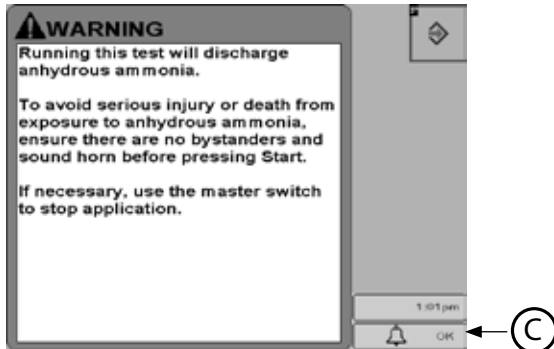 WARNING
Running this test will discharge
anhydrous ammonia.
To avoid serious injury or death from
exposure to anhydrous ammonia,
ensure there are no bystanders and
sound horn before pressing Start.
If necessary, use the master switch
to stop application.
1:01pm
OK
C